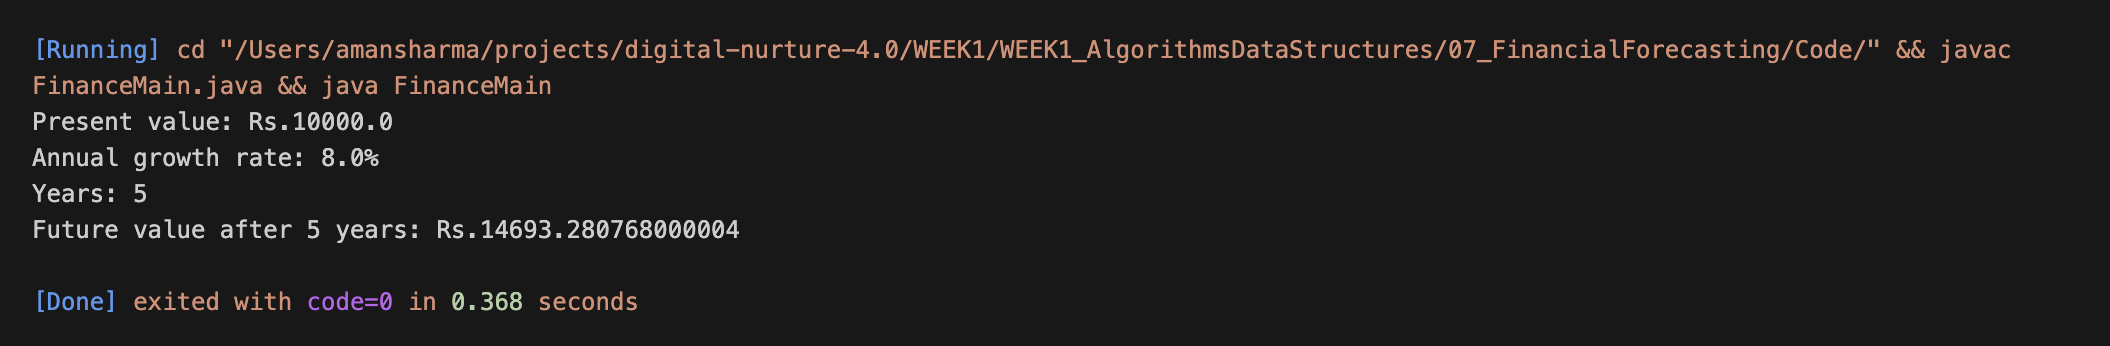 [Running] cd "/Users/amansharma/projects/digital-nurture-4.0/WEEK1/WEEK1_AlgorithmsDataStructures/07_FinancialForecasting/Code/" && javac
FinanceMain.java && java FinanceMain
Present value: Rs.10000.0
Annual growth rate: 8.0%
Years: 5
Future value after 5 years: Rs.14693.280768000004
[Done] exited with code=0 in 0.368 seconds